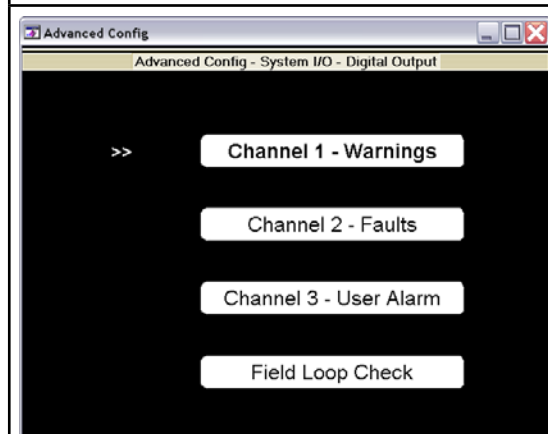 Advanced Config
Advanced Config - System I/O - Digital Output
>> Channel 1 - Warnings
Channel 2 - Faults
Channel 3 - User Alarm
Field Loop Check